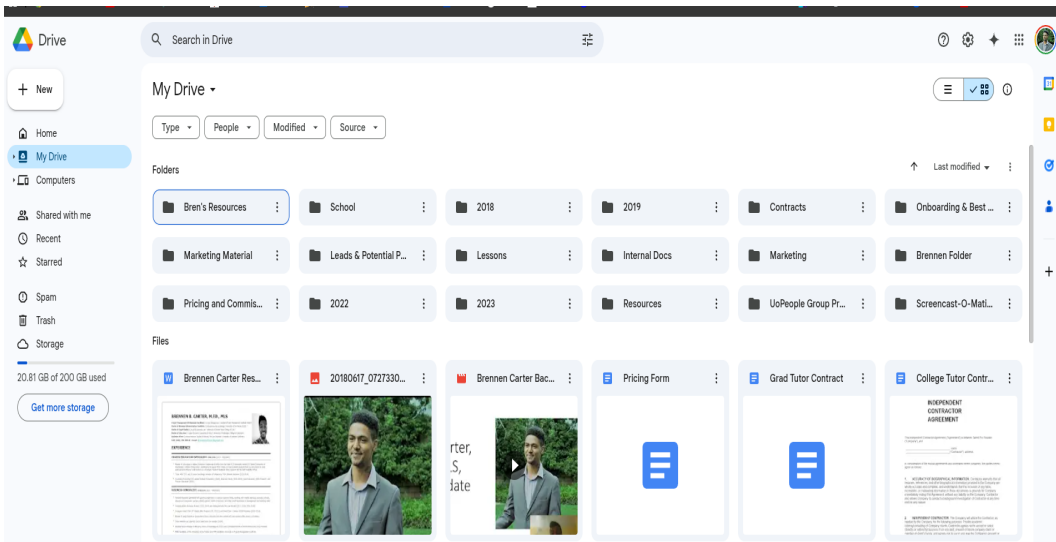 Drive
Search in Drive
New
My Drive
Type People Modified Source
Home
My Drive
Computers
Shared with me
Recent
Starred
Spam
Trash
Storage
20.81 GB of 200 GB used
Get more storage
Folders
Last modified
Bren's Resources School 2018 2019 Contracts Onboarding & Best ...
Marketing Material Leads & Potential P... Lessons Internal Docs Marketing Brennen Folder
Pricing and Commis... 2022 2023 Resources UoPeople Group Pr... Screencast-O-Mati...
Files
Brennen Carter Res... 20180617_0727330... Brennen Carter Bac... Pricing Form Grad Tutor Contract College Tutor Contr...
EXPERIENCE
rter,
.S,
date
INDEPENDENT
CONTRACTOR
AGREEMENT